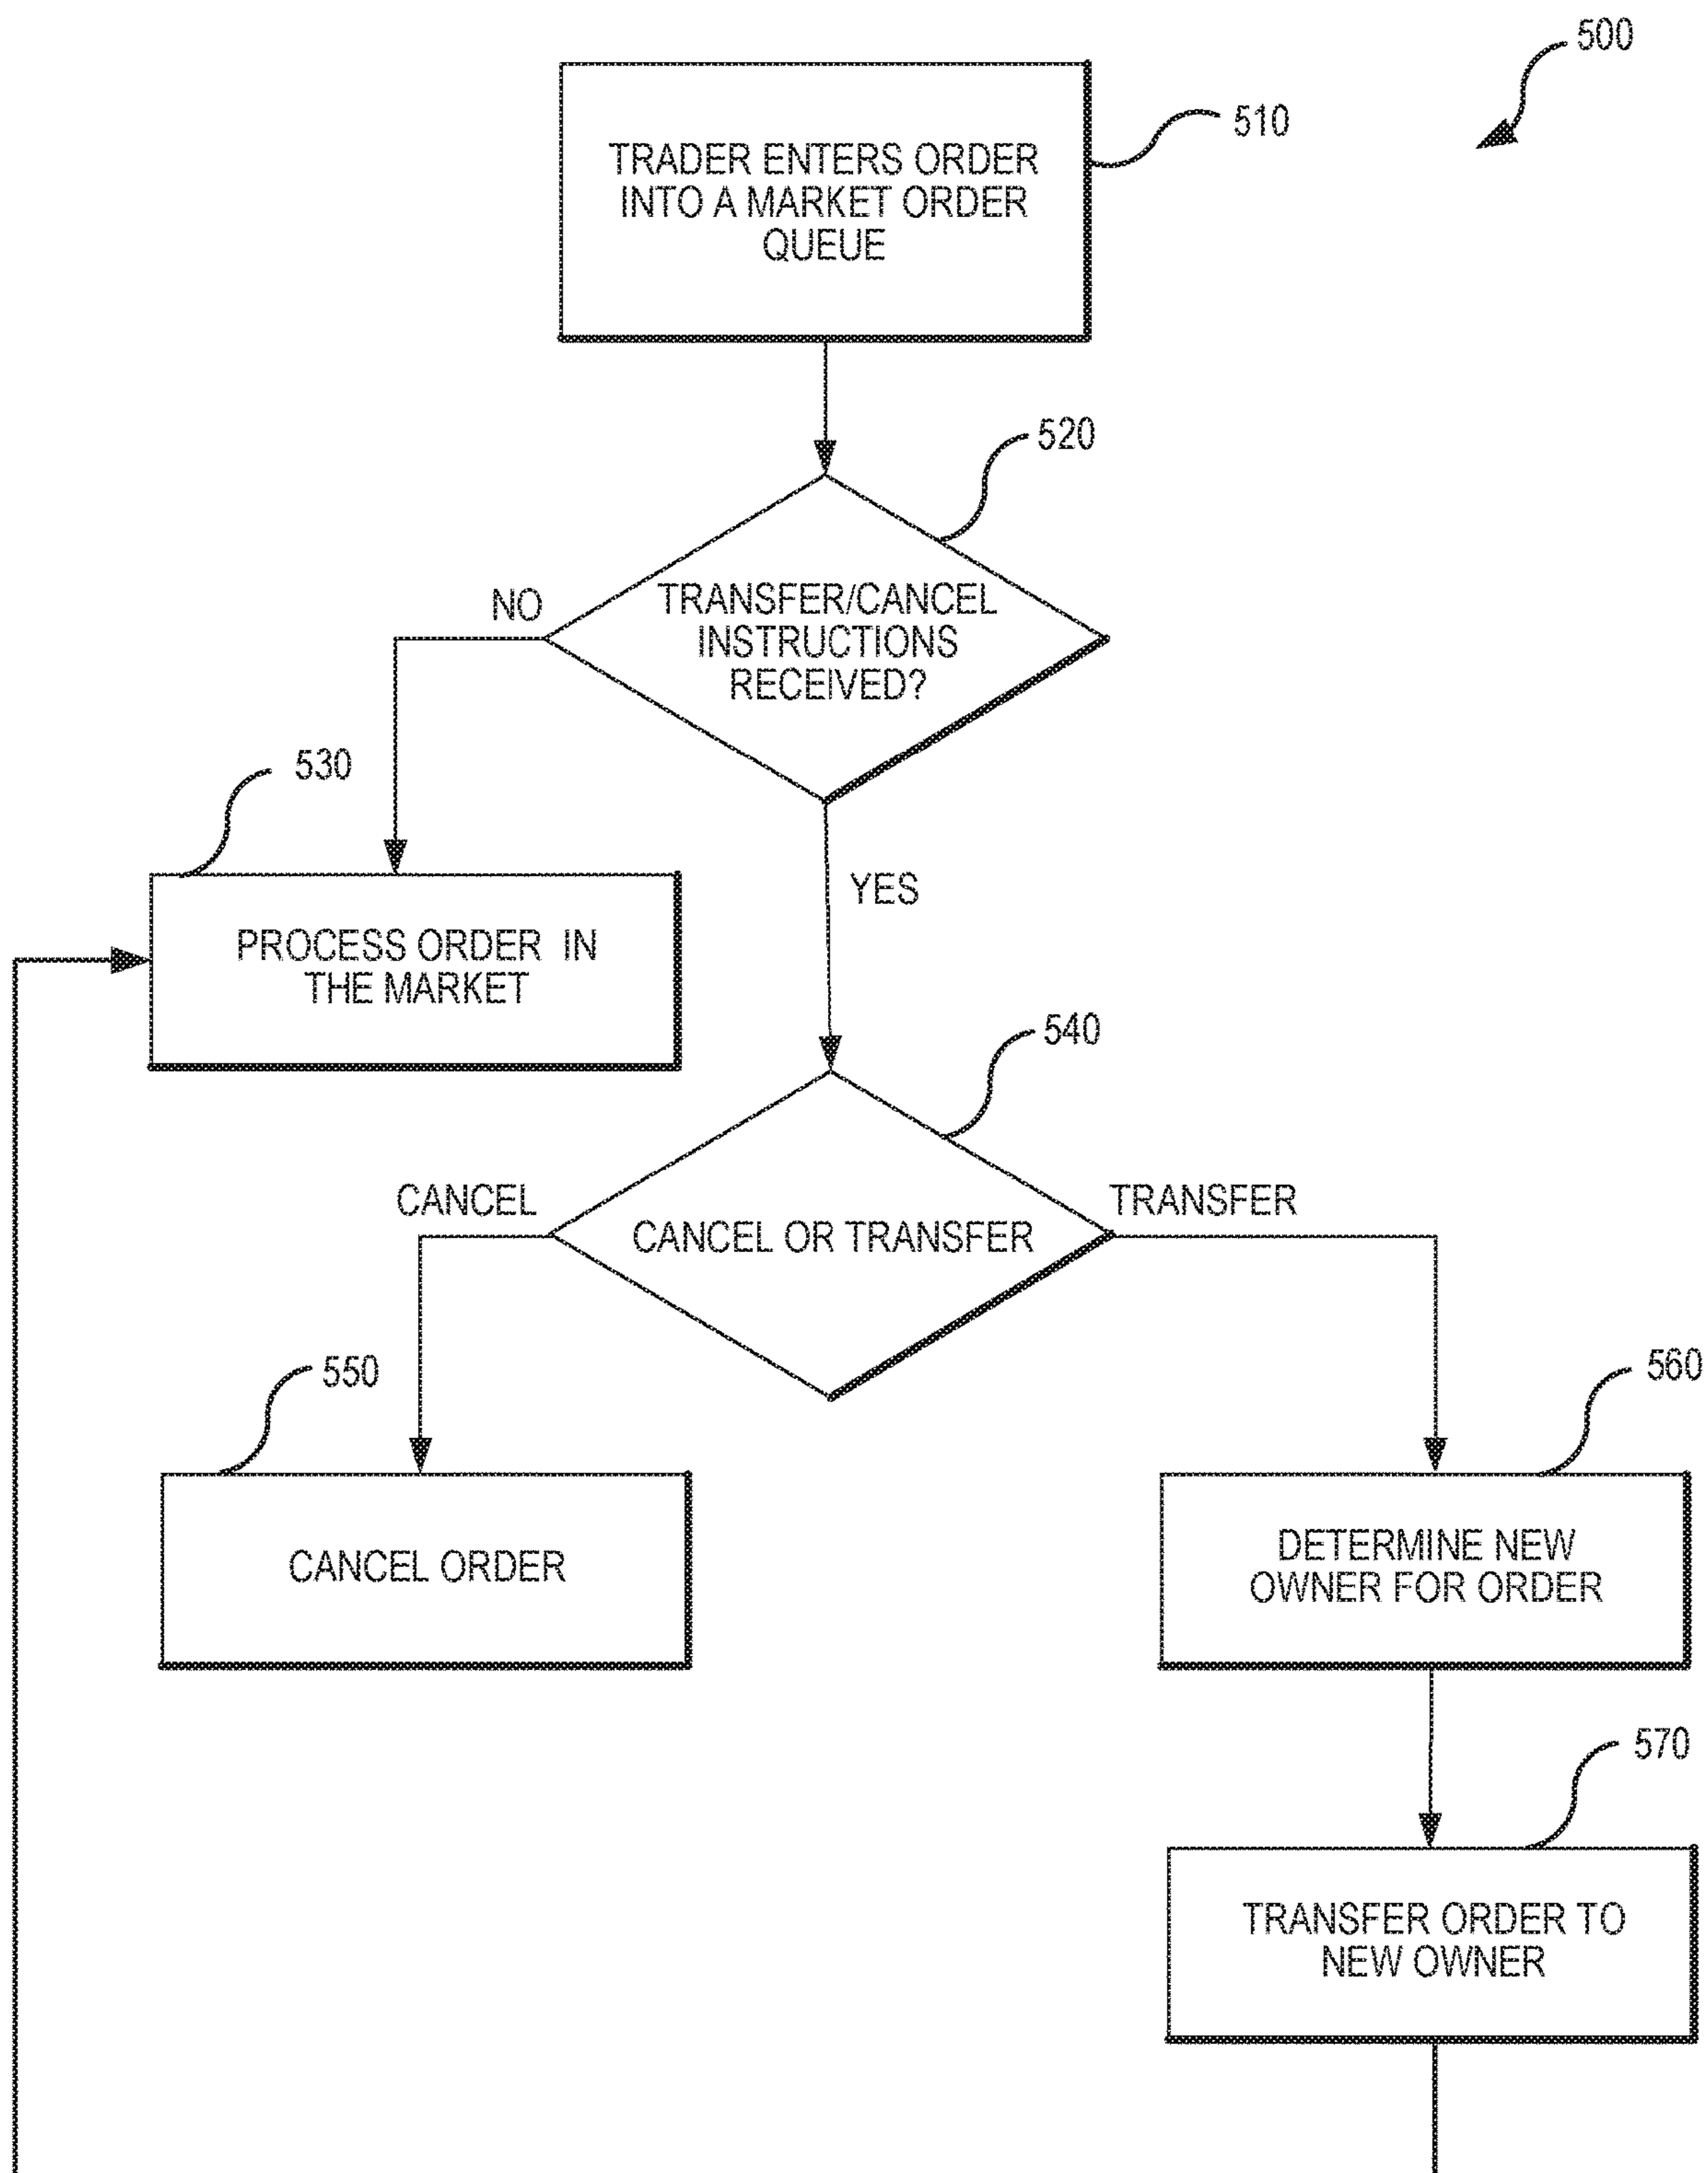 500
510
TRADER ENTERS ORDER
INTO A MARKET ORDER
QUEUE
520
NO
TRANSFER/CANCEL
INSTRUCTIONS
RECEIVED?
530
YES
PROCESS ORDER IN
THE MARKET
540
CANCEL
TRANSFER
CANCEL OR TRANSFER
550
560
CANCEL ORDER
DETERMINE NEW
OWNER FOR ORDER
570
TRANSFER ORDER TO
NEW OWNER